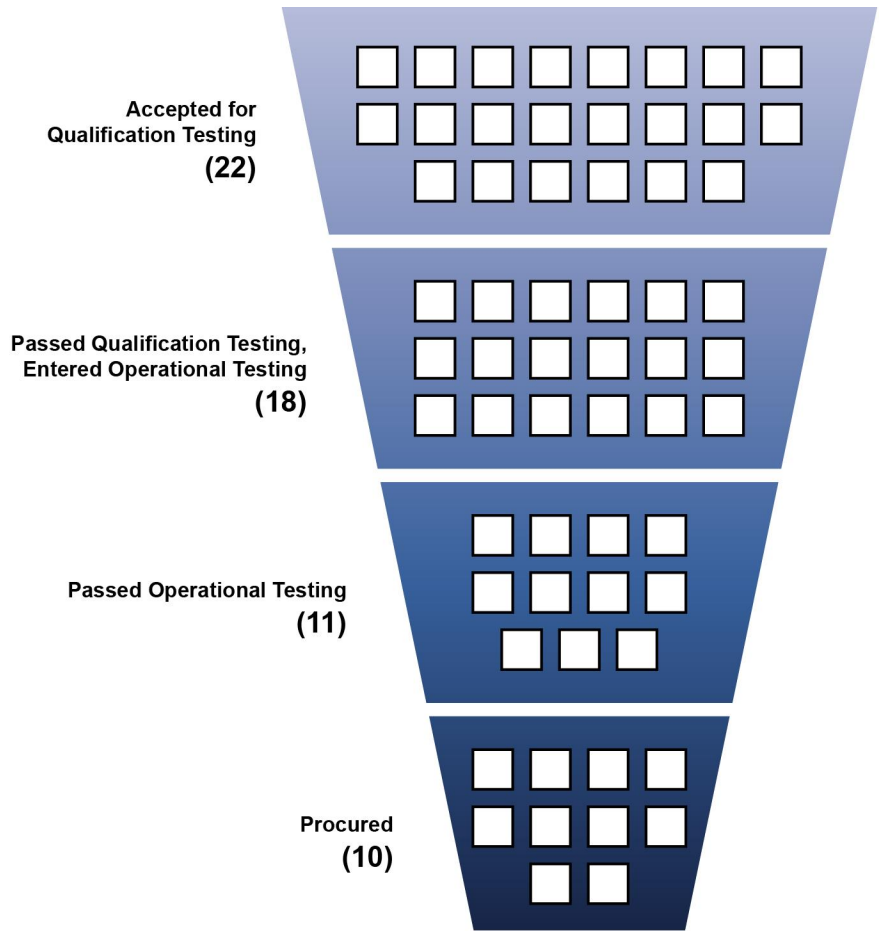 Accepted for
Qualification Testing
(22)
Passed Qualification Testing,
Entered Operational Testing
(18)
Passed Operational Testing
(11)
Procured
(10)